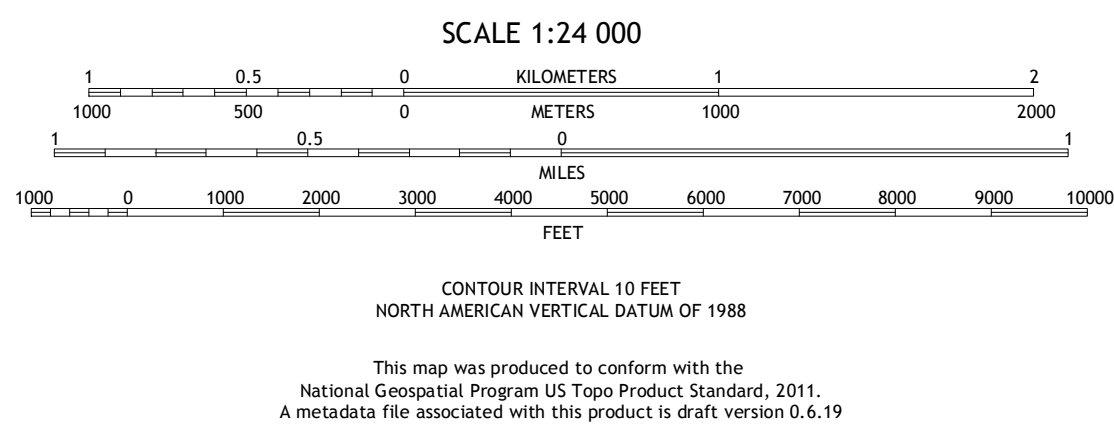 SCALE 1:24 000
1 0.5 0 KILOMETERS 1 2
1000 500 0 METERS 1000 2000
1 0.5 0 1
MILES
1000 0 1000 2000 3000 4000 5000 6000 7000 8000 9000 10000
FEET
CONTOUR INTERVAL 10 FEET
NORTH AMERICAN VERTICAL DATUM OF 1988
This map was produced to conform with the
National Geospatial Program US Topo Product Standard, 2011.
A metadata file associated with this product is draft version 0.6.19